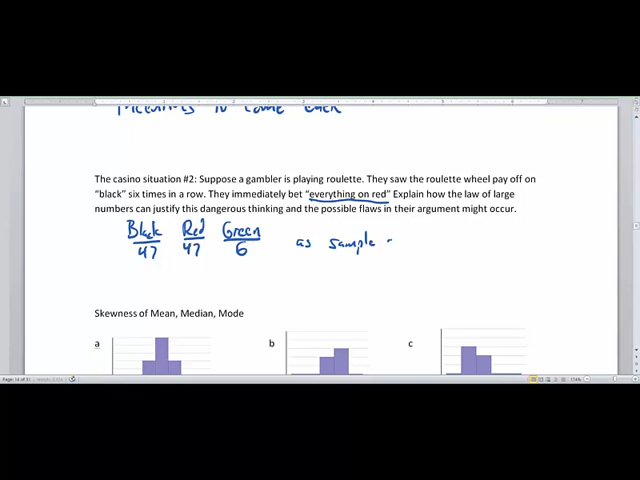 The casino situation #2: Suppose a gambler is playing roulette. They saw the roulette wheel pay off on
"black" six times in a row. They immediately bet "everything on red" Explain how the law of large
numbers can justify this dangerous thinking and the possible flaws in their argument might occur.
Black Red Green as sample
47 47 6
Skewness of Mean, Median, Mode
a b c